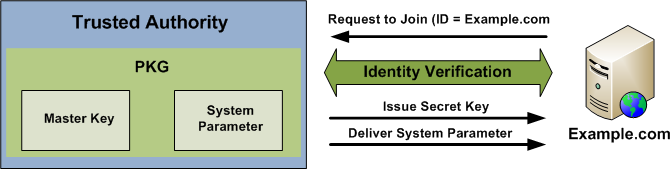 Trusted Authority
PKG
Master Key
System
Parameter
Request to Join (ID = Example.com
Identity Verification
Issue Secret Key
Deliver System Parameter
Example.com